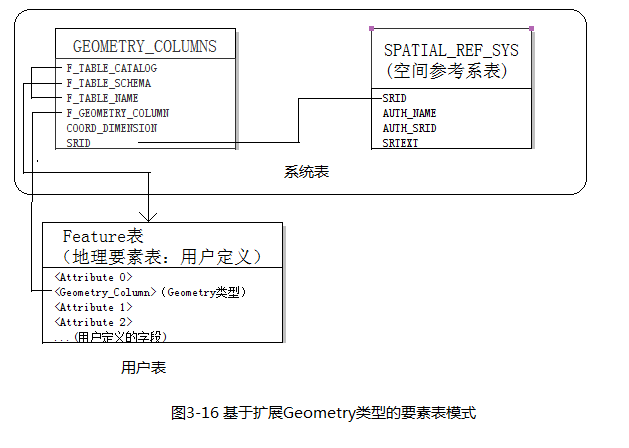 GEOMETRY_COLUMNS
F_TABLE_CATALOG
F_TABLE_SCHEMA
F_TABLE_NAME
F_GEOMETRY_COLUMN
COORD_DIMENSION
SRID
SPATIAL_REF_SYS
(空间参考系表)
SRID
AUTH_NAME
AUTH_SRID
SRTEXT
系统表
Feature表
（地理要素表：用户定义）
<Attribute 0>
<Geometry_Column>(Geometry类型)
<Attribute 1>
<Attribute 2>
...(用户定义的字段)
用户表
图3-16 基于扩展Geometry类型的要素表模式